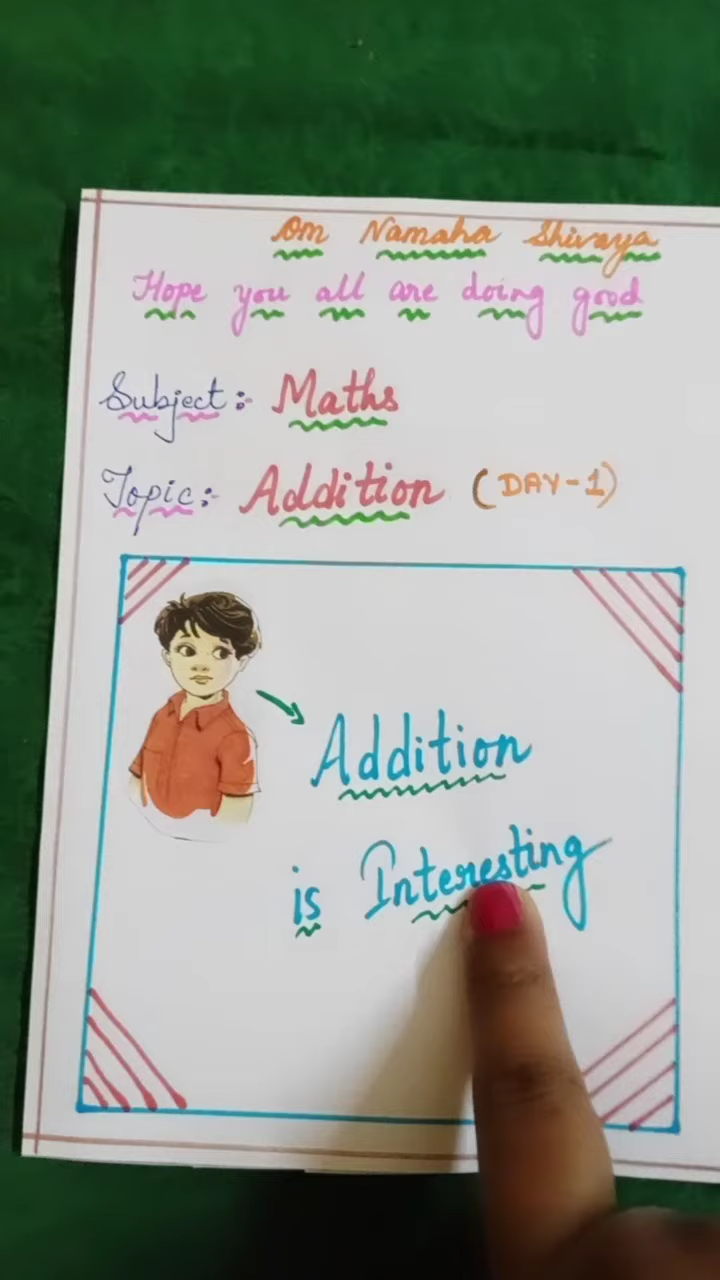 Om Namaha Shivaya
Hope you all are doing good
Subject:- Maths
Topic:- Addition (DAY-1)
Addition
is Interesting